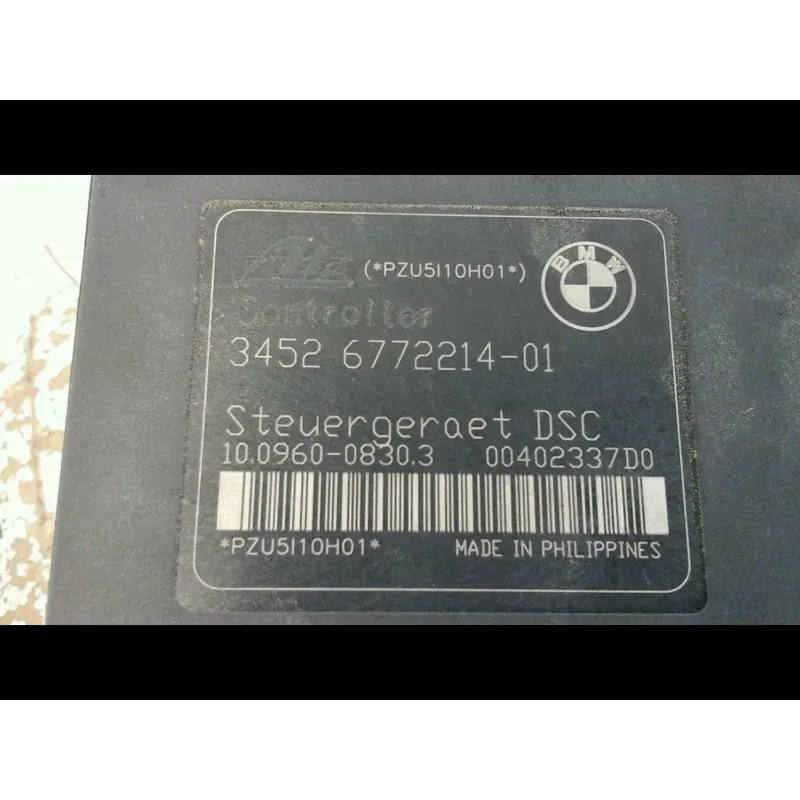 Ate (*PZU5I10H01*) BMW
Controller
3452 6772214-01
Steuergeraet DSC
10.0960-0830.3 00402337D0
*PZU5I10H01* MADE IN PHILIPPINES